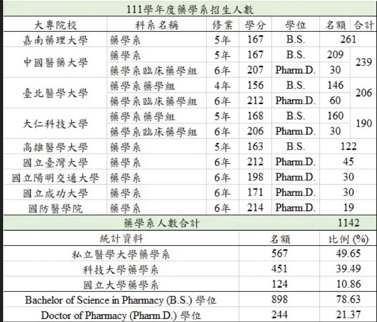 111學年度藥學系招生人數
大專院校 科系名稱 修業 學分 學位 名額 合計
嘉南藥理大學 藥學系 5年 167 B.S. 261
中國醫藥大學 藥學系 5年 167 B.S. 209 239
藥學系臨床藥學組 6年 207 Pharm.D. 30
臺北醫學大學 藥學系藥學組 4年 156 B.S. 146 206
藥學系臨床藥學組 6年 212 Pharm.D. 60
大仁科技大學 藥學系藥學組 5年 168 B.S. 160 190
藥學系臨床藥學組 6年 206 Pharm.D. 30
高雄醫學大學 藥學系 5年 163 B.S. 122
國立臺灣大學 藥學系 6年 212 Pharm.D. 45
國立陽明交通大學 藥學系 6年 198 Pharm.D. 30
國立成功大學 藥學系 6年 171 Pharm.D. 30
國防醫學院 藥學系 6年 214 Pharm.D. 19
藥學系人數合計 1142
統計資料 名額 比例 (%)
私立醫學大學藥學系 567 49.65
科技大學藥學系 451 39.49
國立大學藥學系 124 10.86
Bachelor of Science in Pharmacy (B.S.) 學位 898 78.63
Doctor of Pharmacy (Pharm.D.) 學位 244 21.37